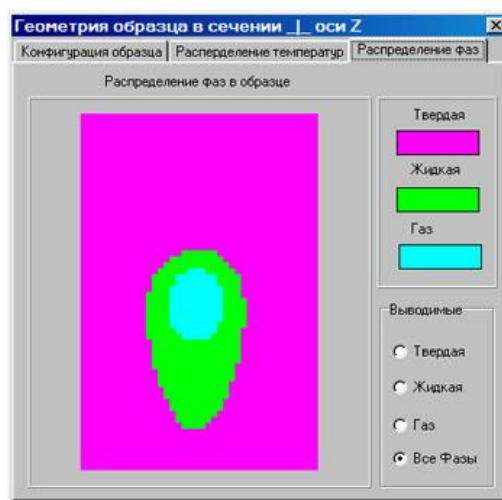 Геометрия образца в сечении _|_ оси Z
Конфигурация образца Расперделение температур Распределение фаз
Распределение фаз в образце
Твердая
Жидкая
Газ
Выводимые
Твердая
Жидкая
Газ
Все Фазы